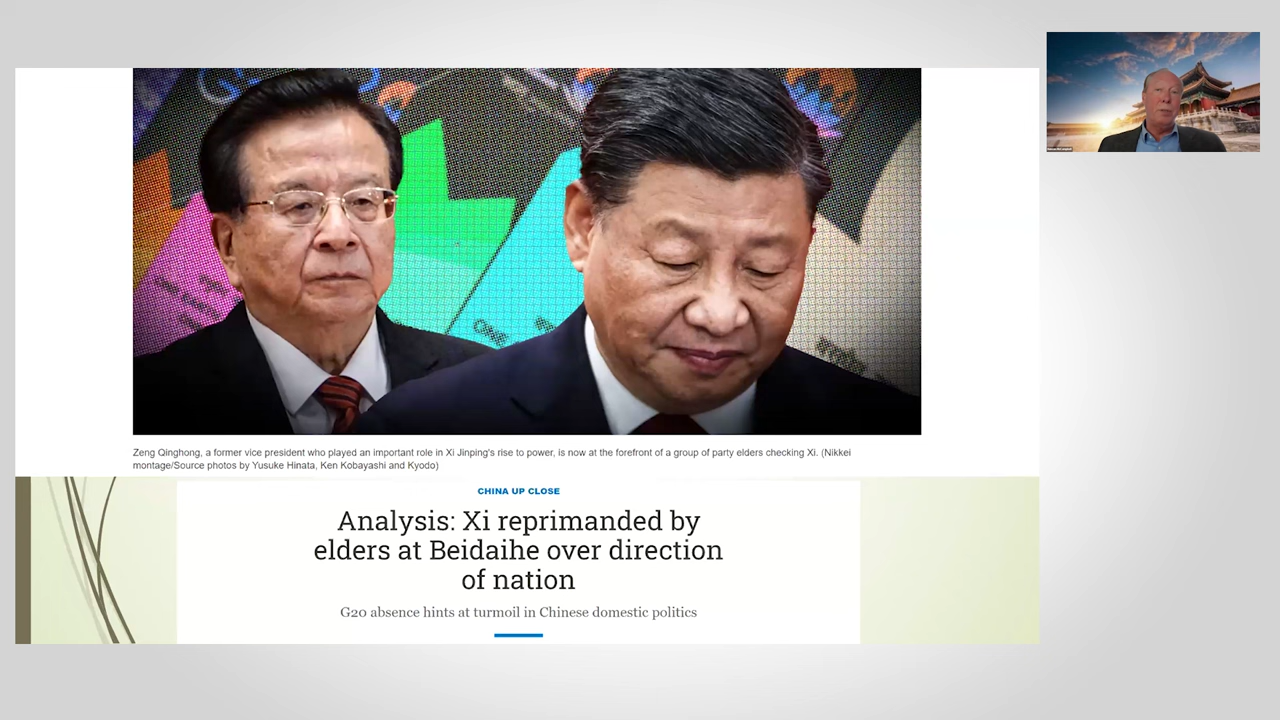 Zeng Qinghong, a former vice president who played an important role in Xi Jinping's rise to power, is now at the forefront of a group of party elders checking Xi. (Nikkei
montage/Source photos by Yusuke Hinata, Ken Kobayashi and Kyodo)
CHINA UP CLOSE
Analysis: Xi reprimanded by
elders at Beidaihe over direction
of nation
G20 absence hints at turmoil in Chinese domestic politics